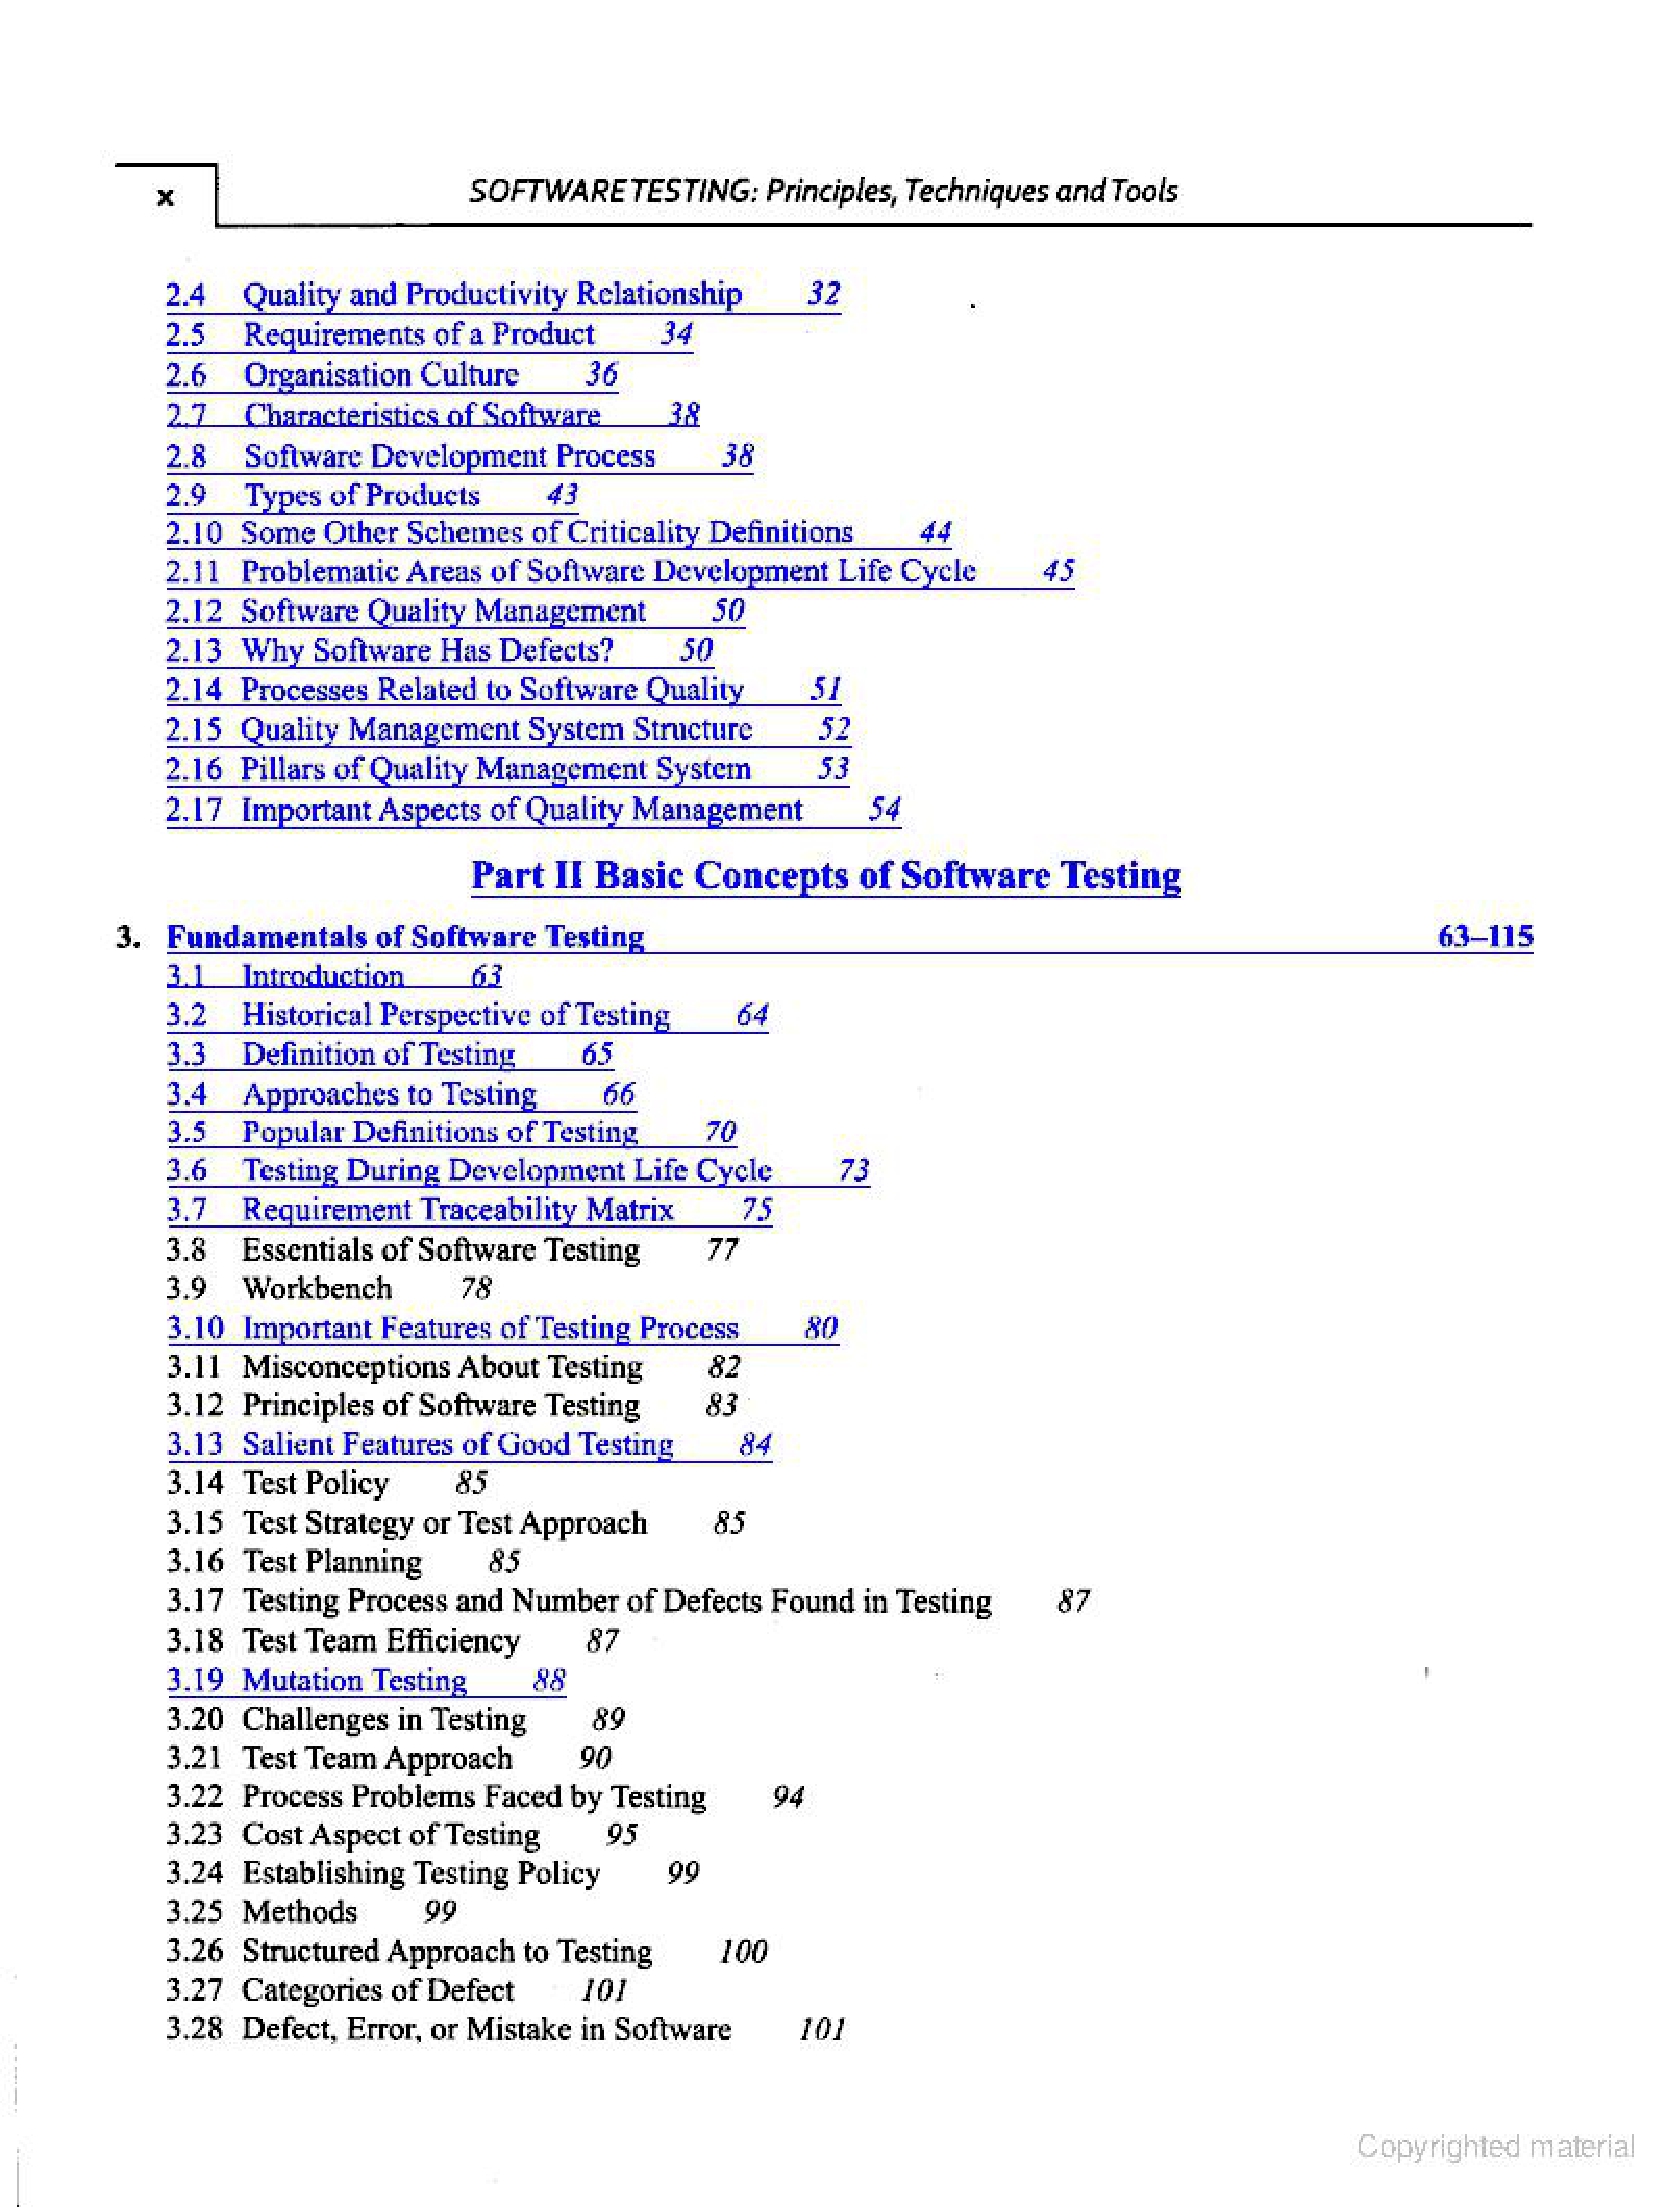 x
SOFTWARE TESTING: Principles, Techniques and Tools
2.4 Quality and Productivity Relationship 32
2.5 Requirements of a Product 34
2.6 Organisation Culture 36
2.7 Characteristics of Software 38
2.8 Software Development Process 38
2.9 Types of Products 43
2.10 Some Other Schemes of Criticality Definitions 44
2.11 Problematic Areas of Software Development Life Cycle 45
2.12 Software Quality Management 50
2.13 Why Software Has Defects? 50
2.14 Processes Related to Software Quality 51
2.15 Quality Management System Structure 52
2.16 Pillars of Quality Management System 53
2.17 Important Aspects of Quality Management 54
Part II Basic Concepts of Software Testing
3. Fundamentals of Software Testing 63–115
3.1 Introduction 63
3.2 Historical Perspective of Testing 64
3.3 Definition of Testing 65
3.4 Approaches to Testing 66
3.5 Popular Definitions of Testing 70
3.6 Testing During Development Life Cycle 73
3.7 Requirement Traceability Matrix 75
3.8 Essentials of Software Testing 77
3.9 Workbench 78
3.10 Important Features of Testing Process 80
3.11 Misconceptions About Testing 82
3.12 Principles of Software Testing 83
3.13 Salient Features of Good Testing 84
3.14 Test Policy 85
3.15 Test Strategy or Test Approach 85
3.16 Test Planning 85
3.17 Testing Process and Number of Defects Found in Testing 87
3.18 Test Team Efficiency 87
3.19 Mutation Testing 88
3.20 Challenges in Testing 89
3.21 Test Team Approach 90
3.22 Process Problems Faced by Testing 94
3.23 Cost Aspect of Testing 95
3.24 Establishing Testing Policy 99
3.25 Methods 99
3.26 Structured Approach to Testing 100
3.27 Categories of Defect 101
3.28 Defect, Error, or Mistake in Software 101
Copyrighted material